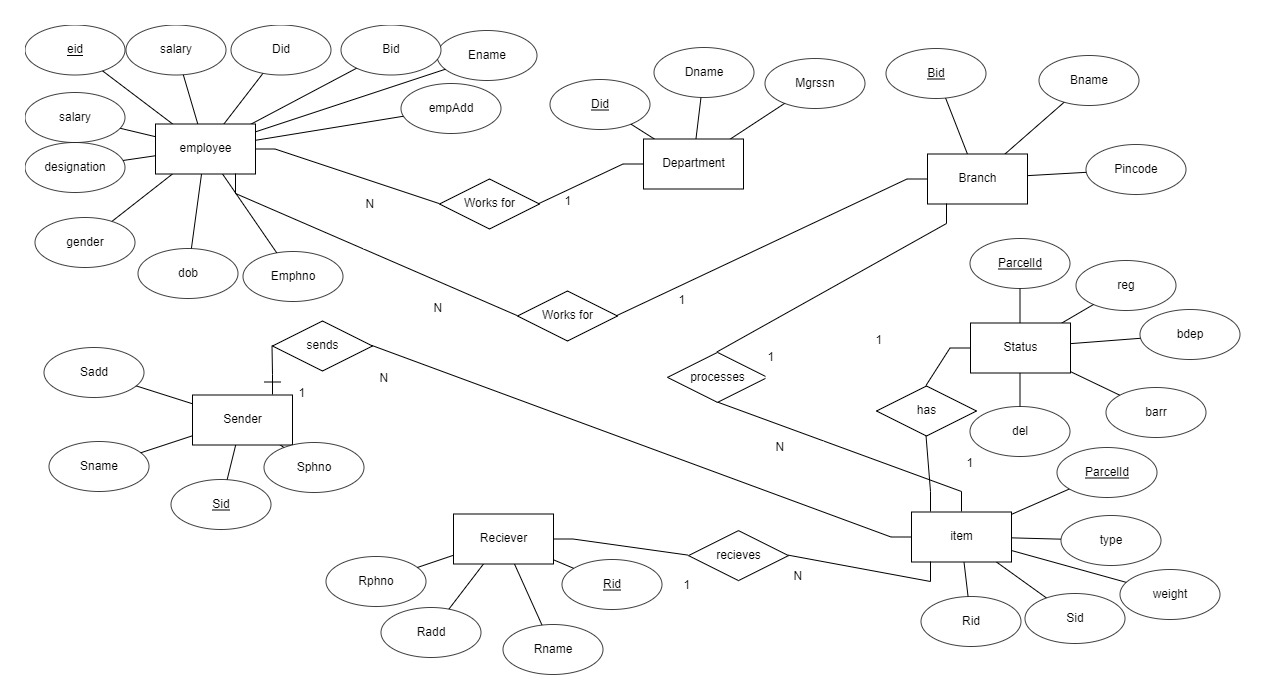 eid
salary
Did
Bid
Ename
salary
empAdd
designation
employee
gender
dob
Emphno
Did
Dname
Mgrssn
Department
Bid
Bname
Pincode
Branch
N
Works for
1
N
Works for
1
ParcelId
reg
bdep
Status
barr
del
1
has
1
1
processes
N
sends
N
1
Sadd
Sender
Sname
Sphno
Sid
Reciever
Rphno
Rid
Radd
Rname
recieves
1
N
ParcelId
item
type
weight
Rid
Sid